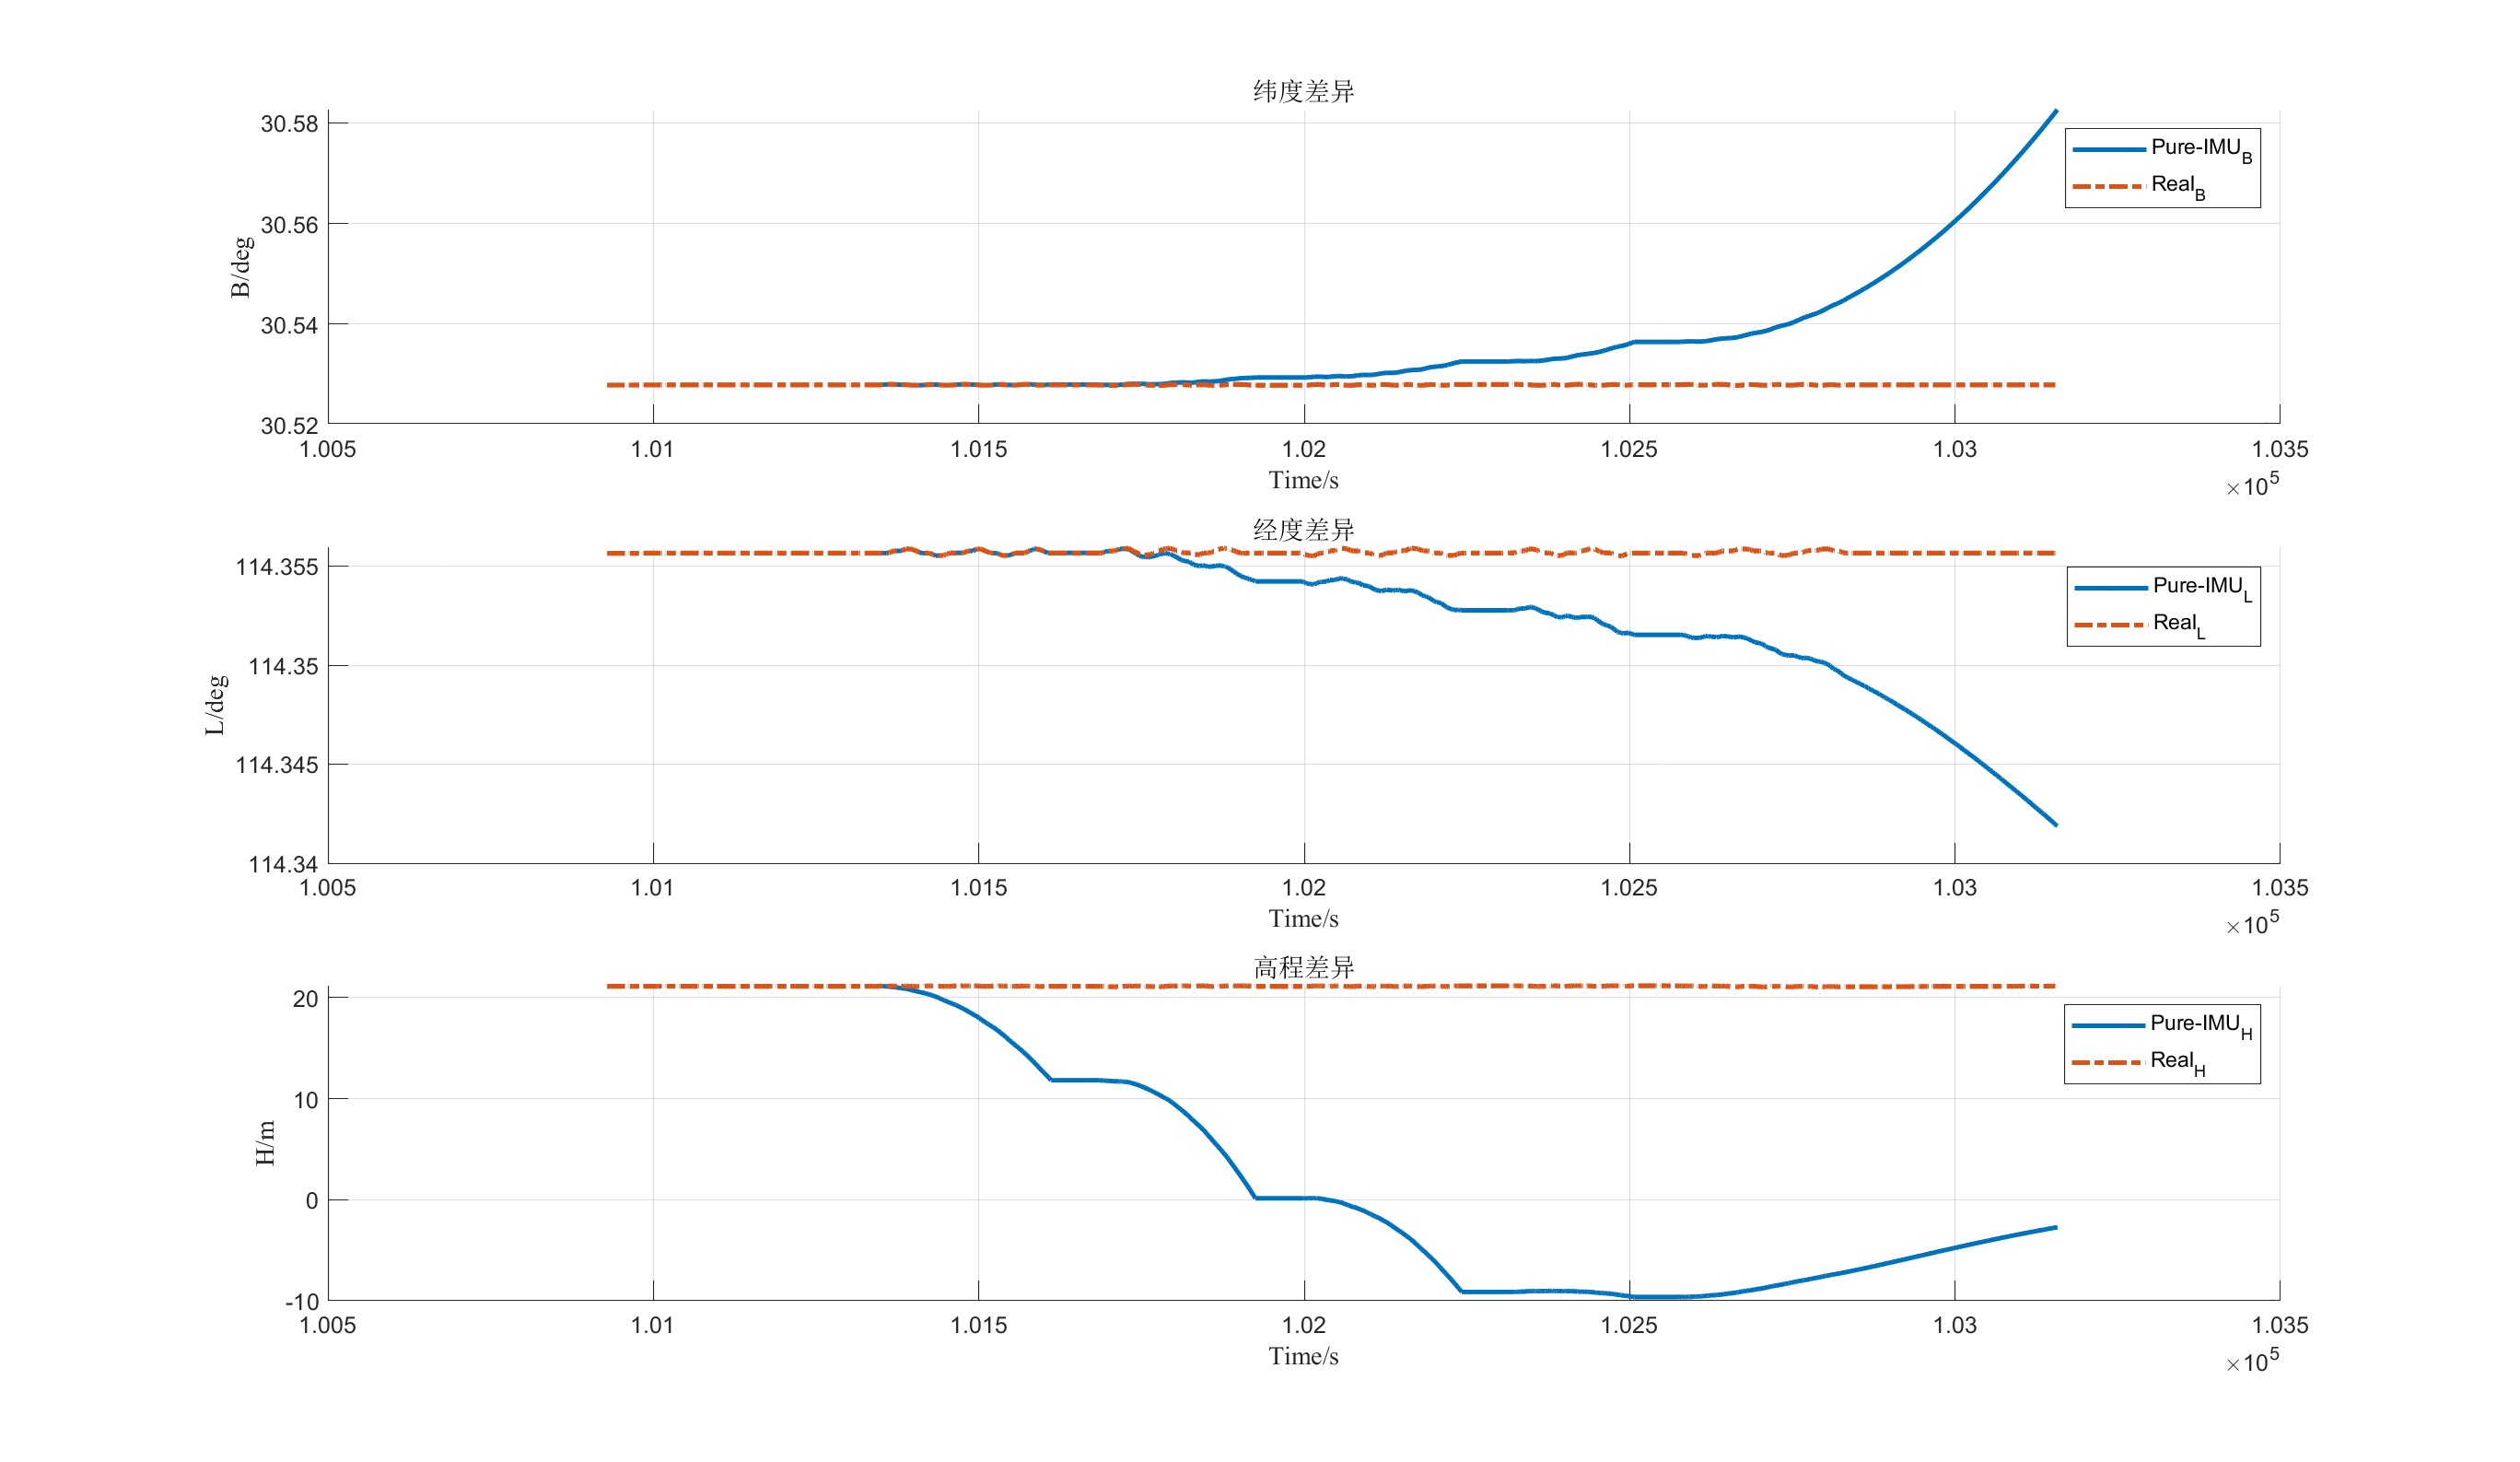 纬度差异
30.58
30.56
30.54
30.52
B/deg
Pure-IMU_B
Real_B
1.005 1.01 1.015 1.02 1.025 1.03 1.035
Time/s
×10^5
经度差异
114.355
114.35
114.345
114.34
L/deg
Pure-IMU_L
Real_L
1.005 1.01 1.015 1.02 1.025 1.03 1.035
Time/s
×10^5
高程差异
20
10
0
-10
H/m
Pure-IMU_H
Real_H
1.005 1.01 1.015 1.02 1.025 1.03 1.035
Time/s
×10^5